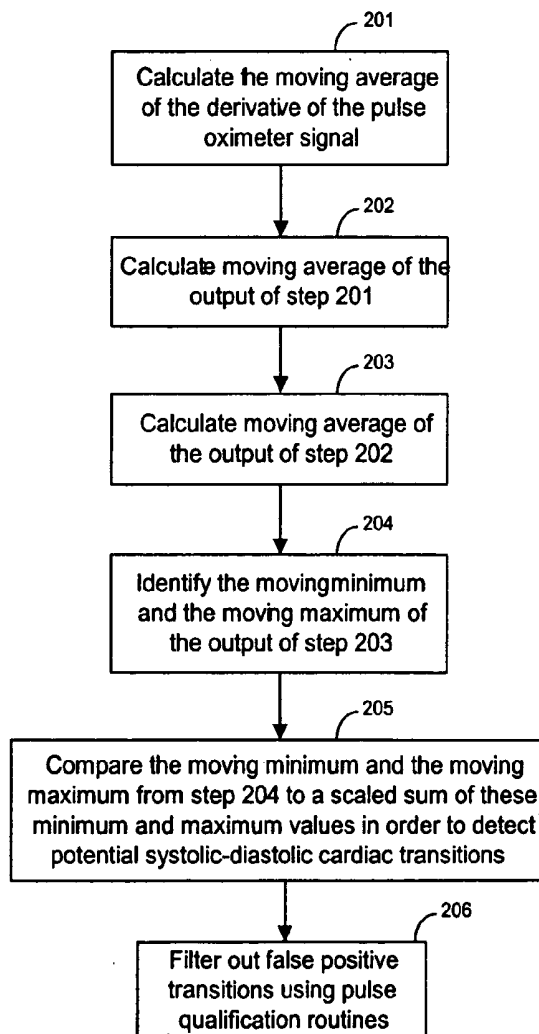 201
Calculate the moving average
of the derivative of the pulse
oximeter signal
202
Calculate moving average of the
output of step 201
203
Calculate moving average of
the output of step 202
204
Identify the moving minimum
and the moving maximum of
the output of step 203
205
Compare the moving minimum and the moving
maximum from step 204 to a scaled sum of these
minimum and maximum values in order to detect
potential systolic-diastolic cardiac transitions
206
Filter out false positive
transitions using pulse
qualification routines